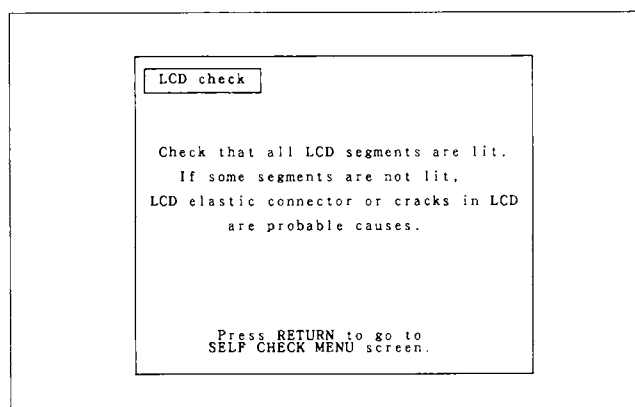 LCD check
Check that all LCD segments are lit.
If some segments are not lit,
LCD elastic connector or cracks in LCD
are probable causes.
Press RETURN to go to
SELF CHECK MENU screen.